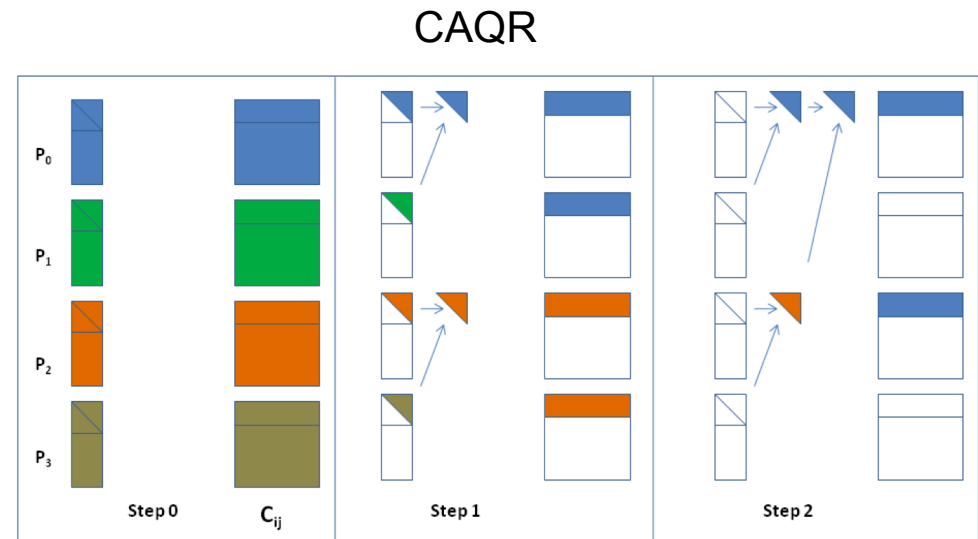 CAQR
P0
P1
P2
P3
Step 0
Cij
Step 1
Step 2